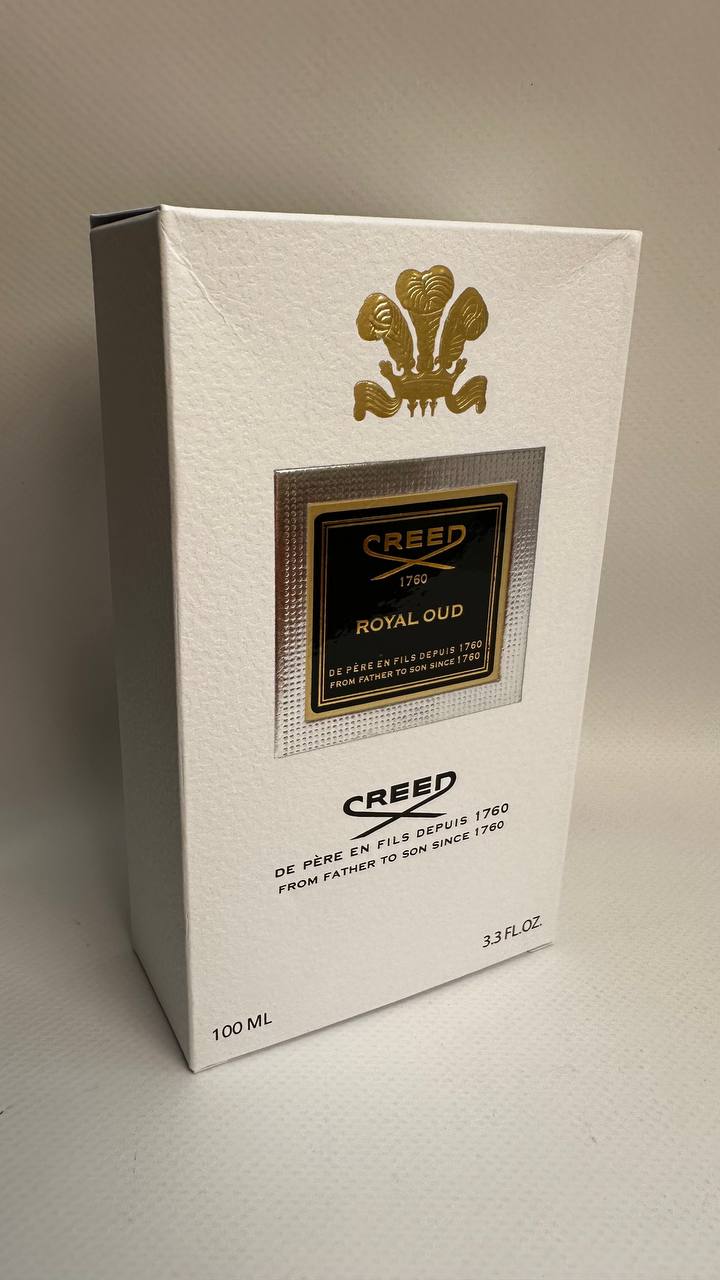 CREED
1760
ROYAL OUD
DE PÈRE EN FILS DEPUIS 1760
FROM FATHER TO SON SINCE 1760
CREED
DE PÈRE EN FILS DEPUIS 1760
FROM FATHER TO SON SINCE 1760
3.3 FL.OZ.
100 ML